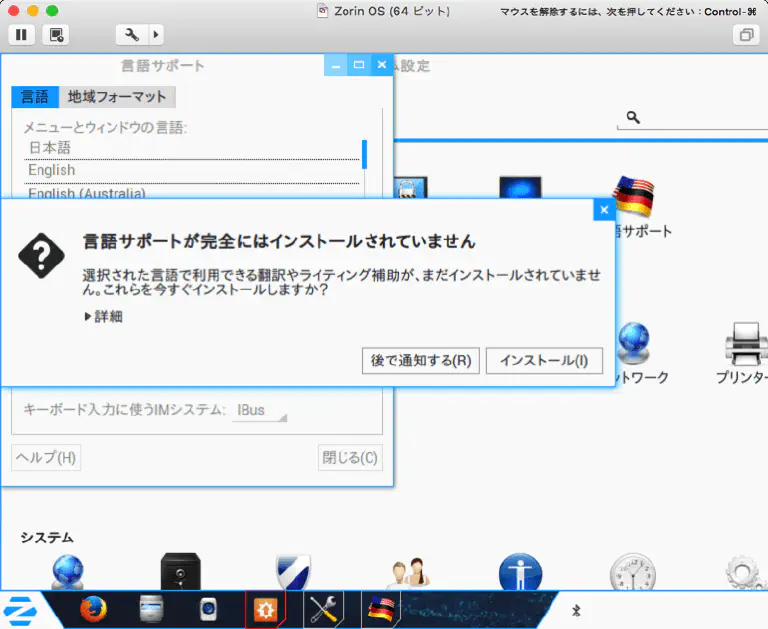 Zorin OS (64 ビット)
マウスを解除するには、次を押してください:Control-⌘
言語サポート
設定
言語
地域フォーマット
メニューとウィンドウの言語:
日本語
English
English (Australia)
サポート
言語サポートが完全にはインストールされていません
選択された言語で利用できる翻訳やライティング補助が、まだインストールされていませ
ん。これらを今すぐインストールしますか?
詳細
後で通知する(R)
インストール(I)
トワーク
プリンター
キーボード入力に使うIMシステム:
IBus
ヘルプ(H)
閉じる(C)
システム